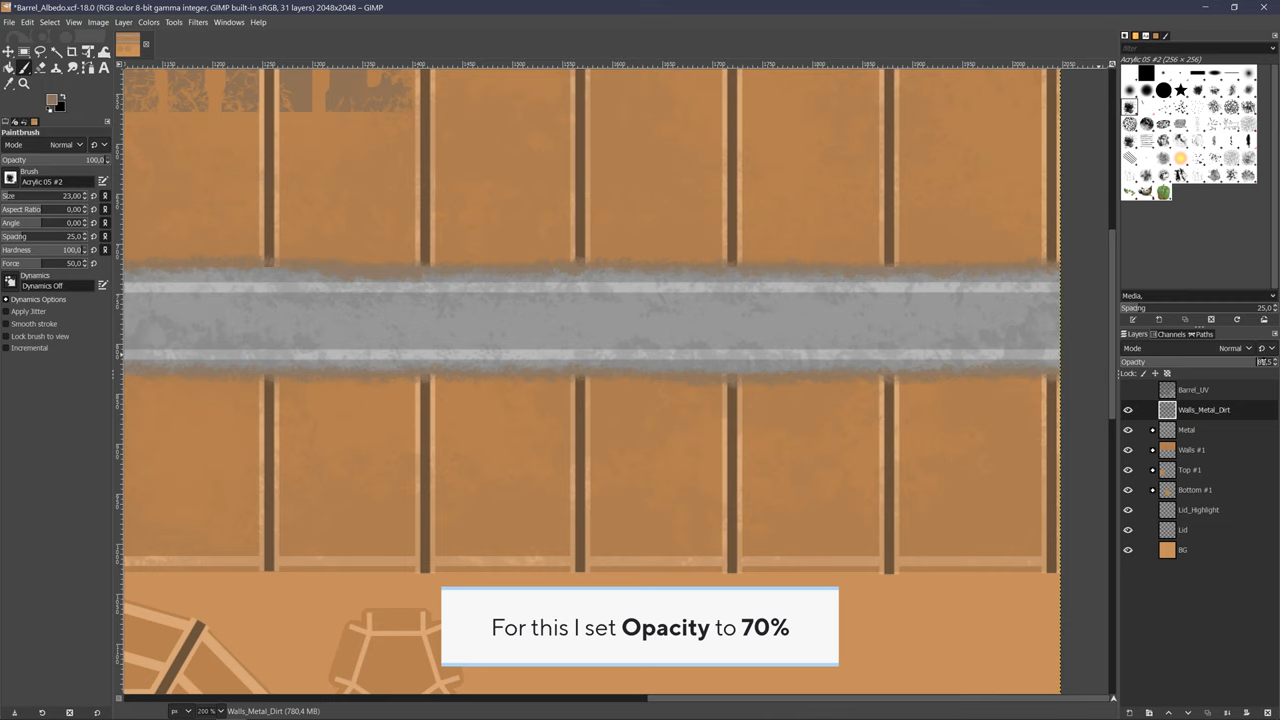 *Barrel_Albedo.xcf-18.0 (RGB color 8-bit gamma integer, GIMP built-in sRGB, 31 layers) 2048x2048 – GIMP
File Edit Select View Image Layer Colors Tools Filters Windows Help
Paintbrush
Mode Normal
Opacity 100,0
Brush
Acrylic 05 #2
Size 23,00
Aspect Ratio 0,00
Angle 0,00
Spacing 25,0
Hardness 100,0
Force 50,0
Dynamics
Dynamics Off
Dynamics Options
Apply Jitter
Smooth stroke
Lock brush to view
Incremental
filter
Acrylic 05 #2 (256 × 256)
Media,
Spacing 25,0
Layers Channels Paths
Mode Normal
Opacity
Lock:
Barrel_UV
Walls_Metal_Dirt
Metal
Walls #1
Top #1
Bottom #1
Lid_Highlight
Lid
BG
For this I set Opacity to 70%
px 200 % Walls_Metal_Dirt (780,4 MB)